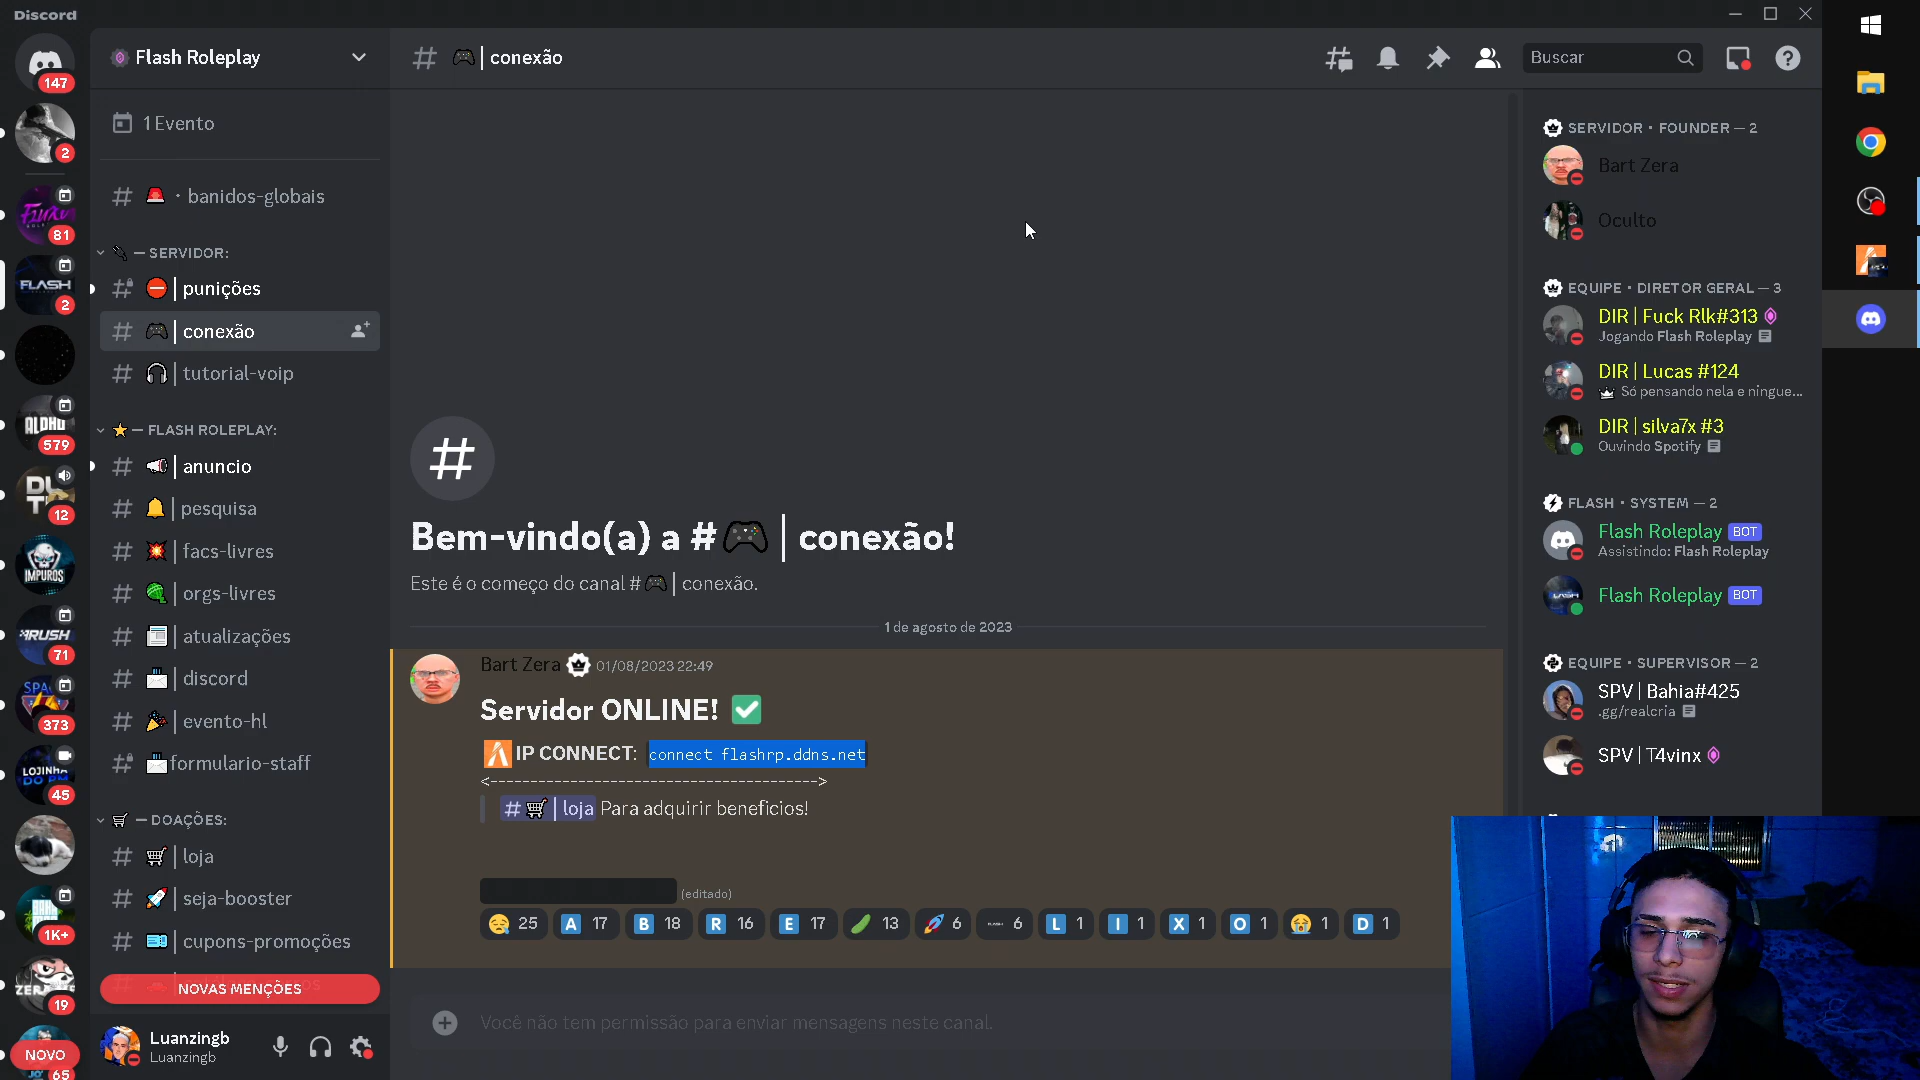 Discord
147
2
81
FLASH
2
579
12
IMPUROS
RUSH
71
373
45
1K+
19
NOVO
65
Flash Roleplay
1 Evento
banidos-globais
— SERVIDOR:
punições
conexão
tutorial-voip
— FLASH ROLEPLAY:
anuncio
pesquisa
facs-livres
orgs-livres
atualizações
discord
evento-hl
formulario-staff
— DOAÇÕES:
loja
seja-booster
cupons-promoções
NOVAS MENÇÕES
Luanzingb
Luanzingb
# 🎮 | conexão
Buscar
#
Bem-vindo(a) a #🎮 | conexão!
Este é o começo do canal #🎮 | conexão.
1 de agosto de 2023
Bart Zera 01/08/2023 22:49
Servidor ONLINE! ✅
IP CONNECT: connect flashrp.ddns.net
<---------------------------------------->
# 🛒 | loja Para adquirir beneficios!
(editado)
25 A 17 B 18 R 16 E 17 13 6 6 L 1 I 1 X 1 O 1 1 D 1
Você não tem permissão para enviar mensagens neste canal.
SERVIDOR • FOUNDER — 2
Bart Zera
Oculto
EQUIPE • DIRETOR GERAL — 3
DIR | Fuck Rlk#313
Jogando Flash Roleplay
DIR | Lucas #124
Só pensando nela e ningue...
DIR | silva7x #3
Ouvindo Spotify
FLASH • SYSTEM — 2
Flash Roleplay BOT
Assistindo: Flash Roleplay
Flash Roleplay BOT
EQUIPE • SUPERVISOR — 2
SPV | Bahia#425
.gg/realcria
SPV | T4vinx